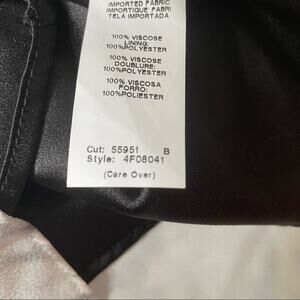 IMPORTED FABRIC
IMPORTIQUE' FABRI
TELA IMPORTADA
100% VISCOSE
LINING:
100%POLYESTER
100% VISCOSE
DOUBLURE:
100%POLYESTER
100% VISCOSA
FORRO:
100%POLIESTER
Cut: 55951 B
Style: 4F08041
(Care Over)